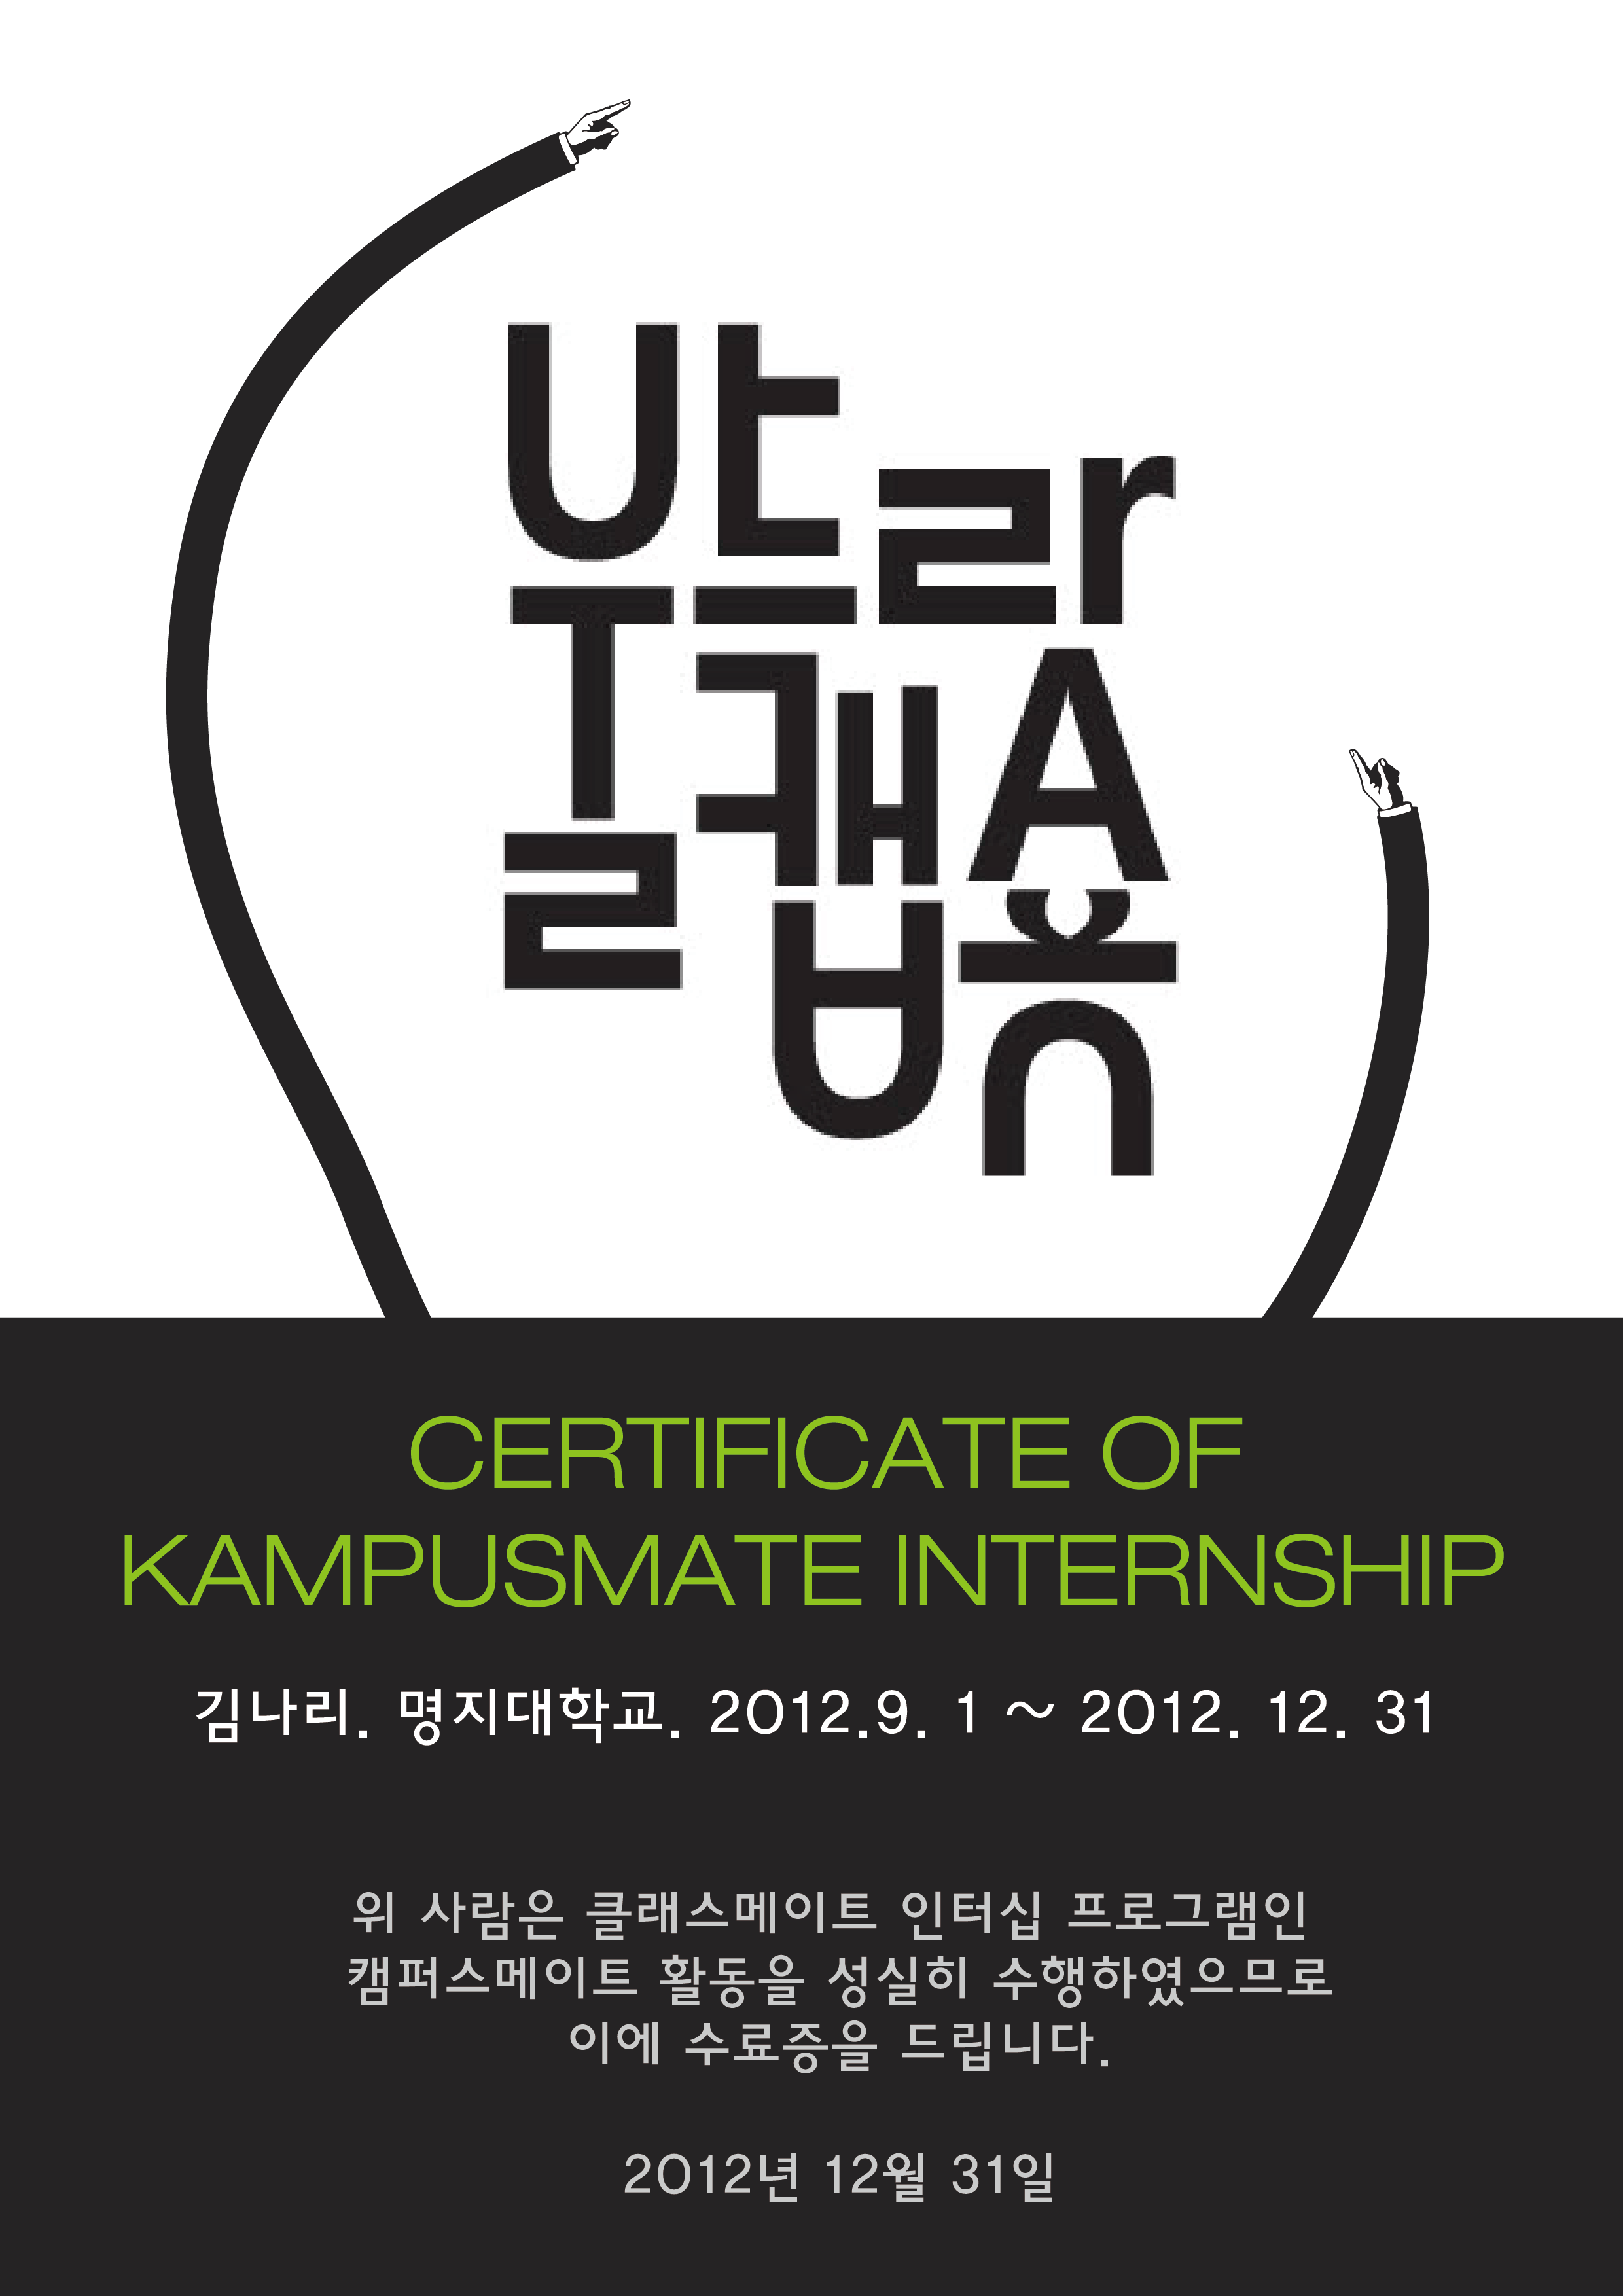 CERTIFICATE OF
KAMPUSMATE INTERNSHIP
김나리. 명지대학교. 2012.9. 1 ~ 2012. 12. 31
위 사람은 클래스메이트 인터십 프로그램인
캠퍼스메이트 활동을 성실히 수행하였으므로
이에 수료증을 드립니다.
2012년 12월 31일